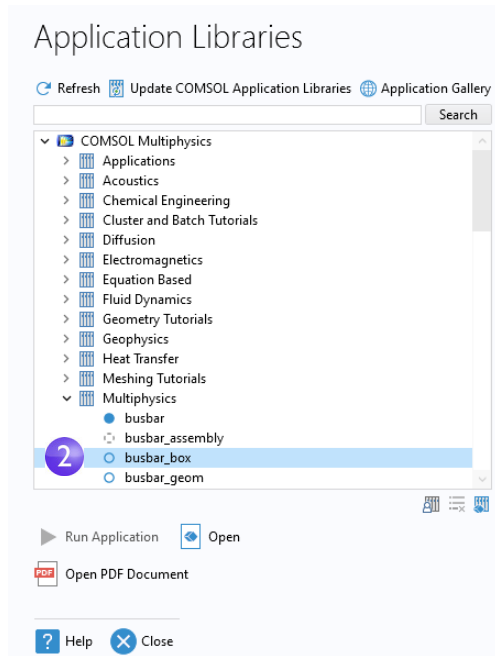 Application Libraries
Refresh Update COMSOL Application Libraries Application Gallery
Search
COMSOL Multiphysics
Applications
Acoustics
Chemical Engineering
Cluster and Batch Tutorials
Diffusion
Electromagnetics
Equation Based
Fluid Dynamics
Geometry Tutorials
Geophysics
Heat Transfer
Meshing Tutorials
Multiphysics
busbar
busbar_assembly
2 busbar_box
busbar_geom
Run Application Open
PDF Open PDF Document
? Help Close